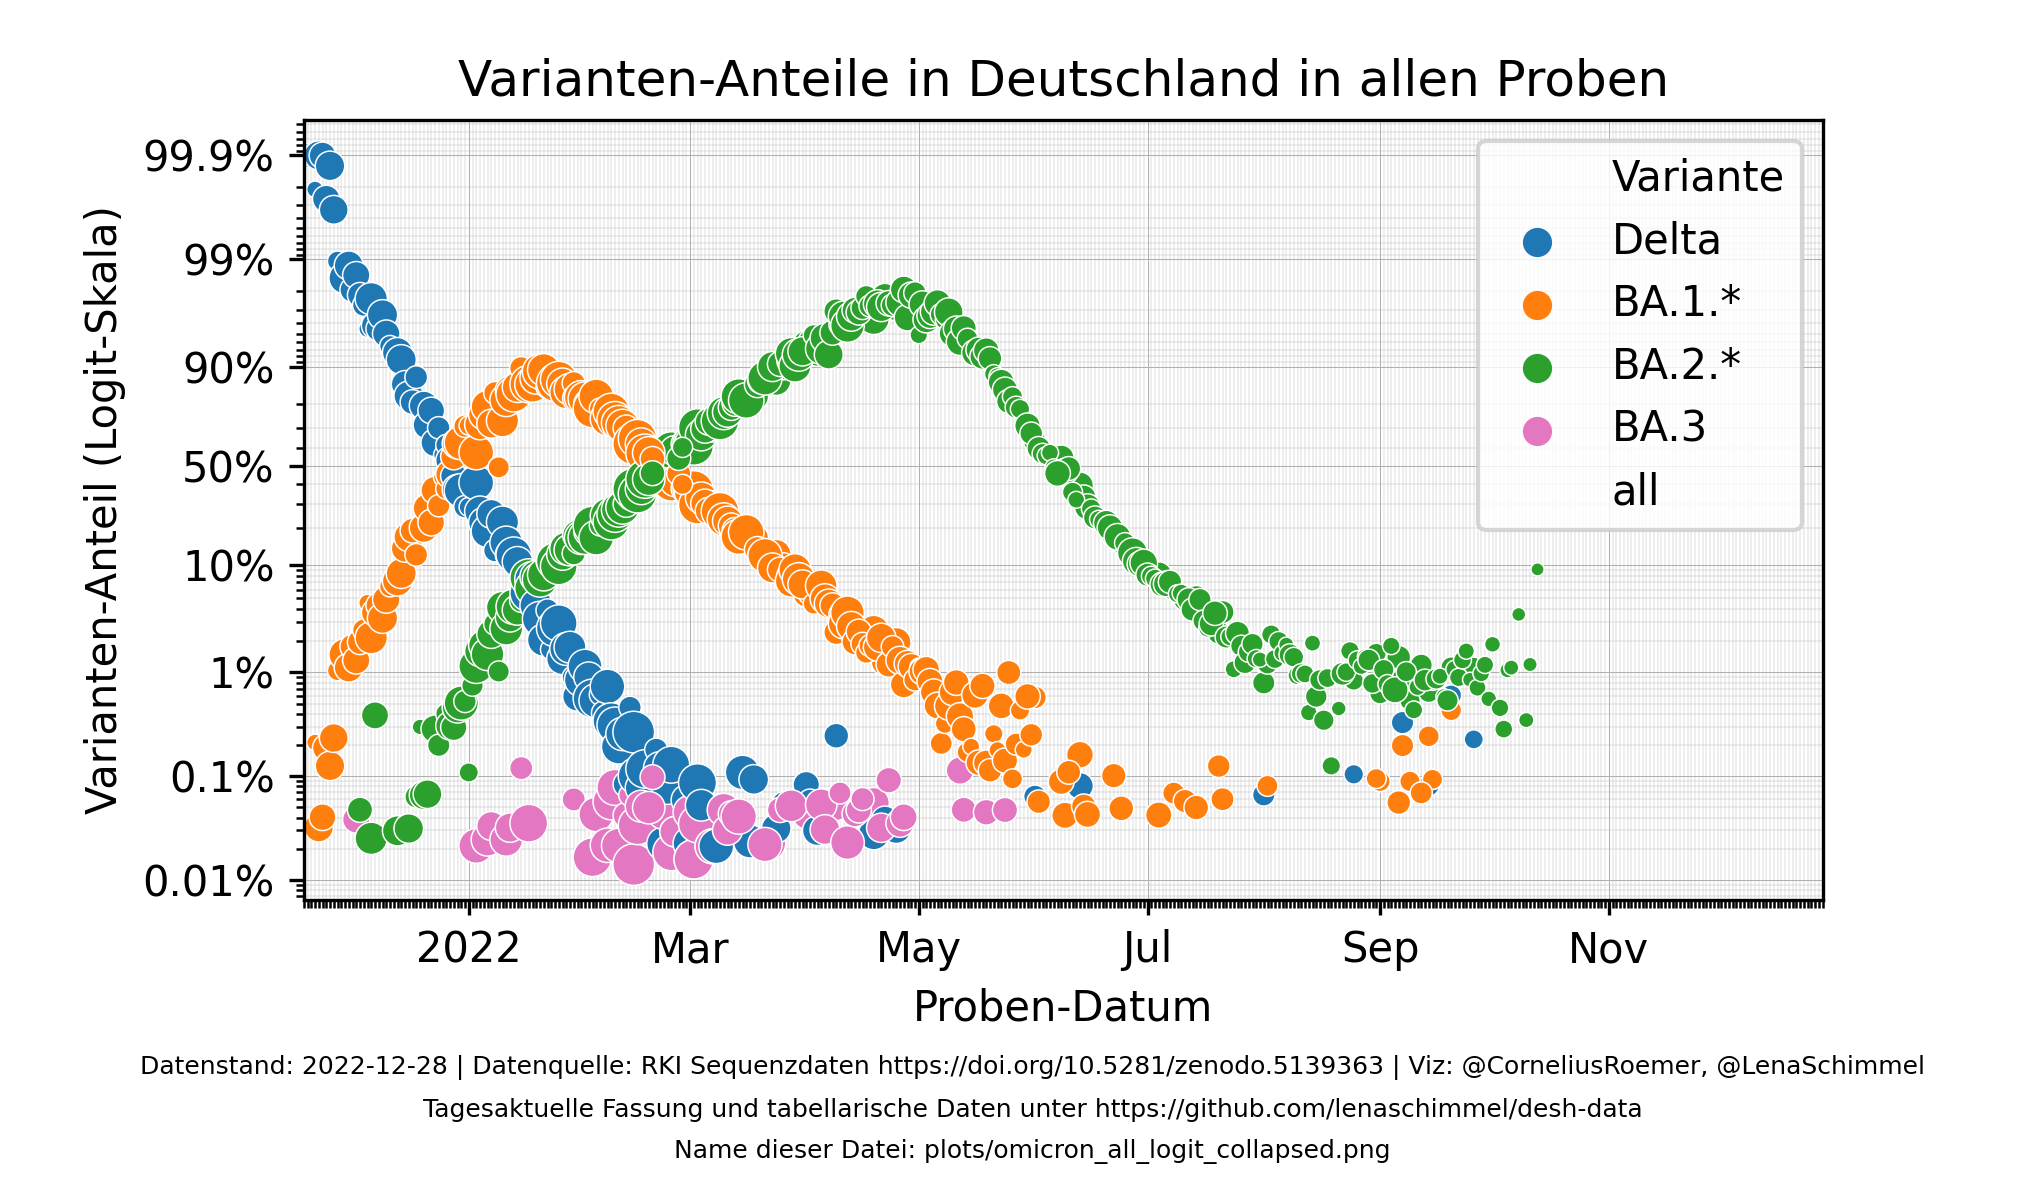 Varianten-Anteile in Deutschland in allen Proben
Varianten-Anteil (Logit-Skala)
99.9%
99%
90%
50%
10%
1%
0.1%
0.01%
Variante
Delta
BA.1.*
BA.2.*
BA.3
all
2022 Mar May Jul Sep Nov
Proben-Datum
Datenstand: 2022-12-28 | Datenquelle: RKI Sequenzdaten https://doi.org/10.5281/zenodo.5139363 | Viz: @CorneliusRoemer, @LenaSchimmel
Tagesaktuelle Fassung und tabellarische Daten unter https://github.com/lenaschimmel/desh-data
Name dieser Datei: plots/omicron_all_logit_collapsed.png